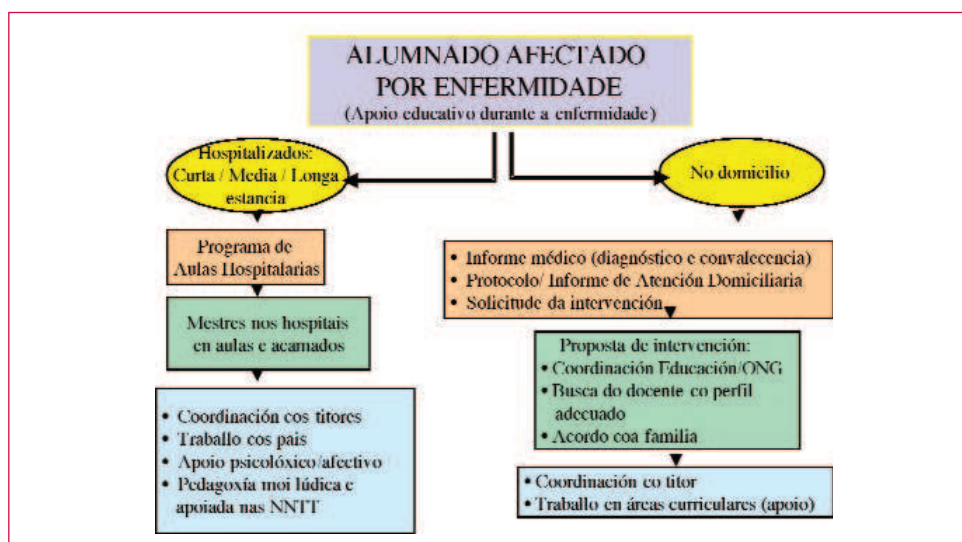 ALUMNADO AFECTADO
POR ENFERMIDADE
(Apoio educativo durante a enfermidade)
Hospitalizados:
Curta / Media / Longa
estancia
Programa de
Aulas Hospitalarias
Mestres nos hospitais
en aulas e acamados
• Coordinación cos titores
• Traballo cos pais
• Apoio psicolóxico/afectivo
• Pedagoxía moi lúdica e
apoiada nas NNTT
No domicilio
• Informe médico (diagnóstico e convalecencia)
• Protocolo/ Informe de Atención Domiciliaria
• Solicitude da intervención
Proposta de intervención:
• Coordinación Educación/ONG
• Busca do docente co perfil
adecuado
• Acordo coa familia
• Coordinación co titor
• Traballo en áreas curriculares (apoio)